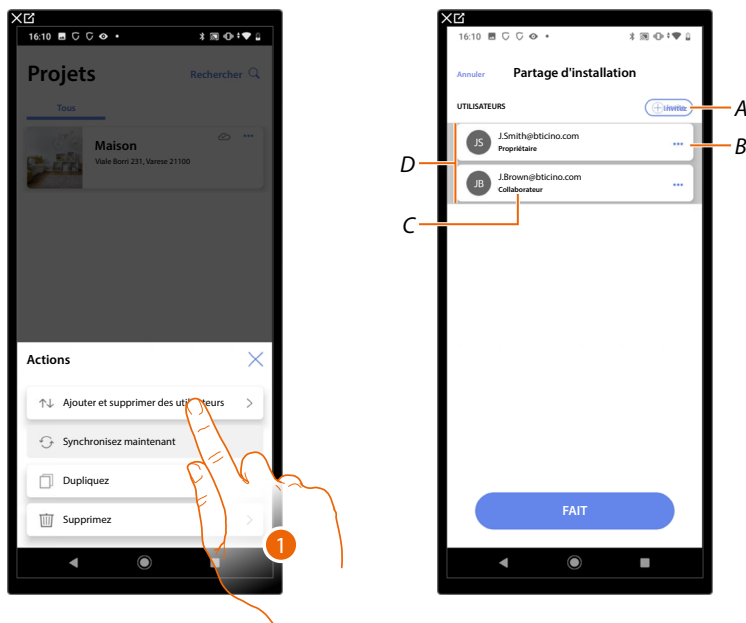 16:10
Projets
Rechercher
Tous
Maison
Viale Borri 231, Varese 21100
Actions
Ajouter et supprimer des utilisateurs
Synchronisez maintenant
Dupliquez
Supprimez
1
16:10
Annuler
Partage d'installation
UTILISATEURS
Invitez
A
JS
J.Smith@bticino.com
Propriétaire
B
D
JB
J.Brown@bticino.com
Collaborateur
C
FAIT